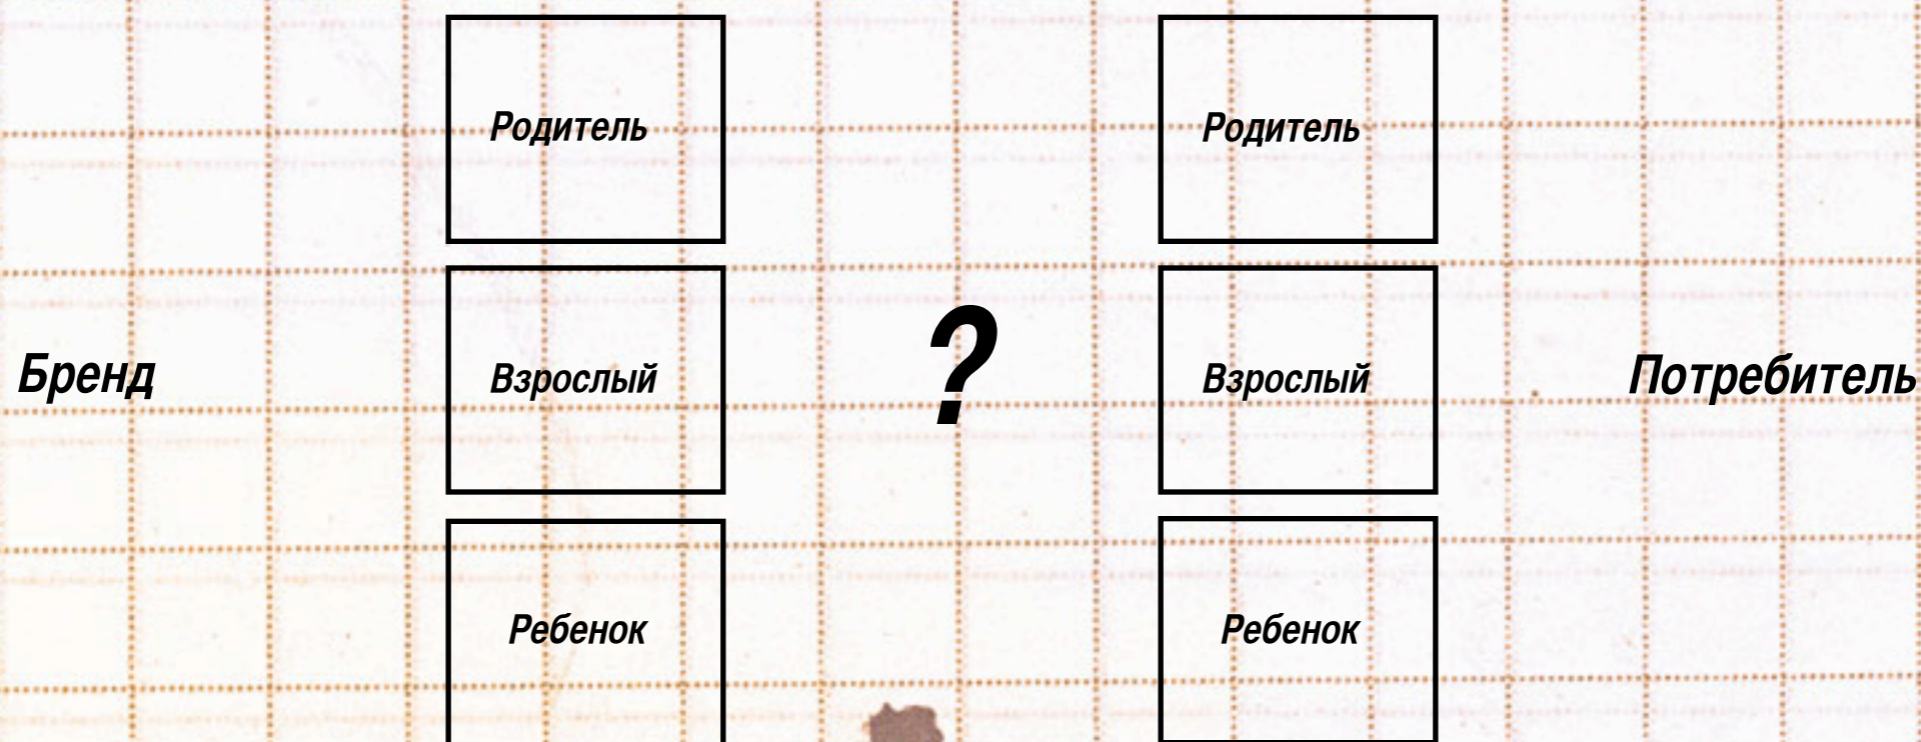 Родитель
Родитель
Бренд
Взрослый
?
Взрослый
Потребитель
Ребенок
Ребенок